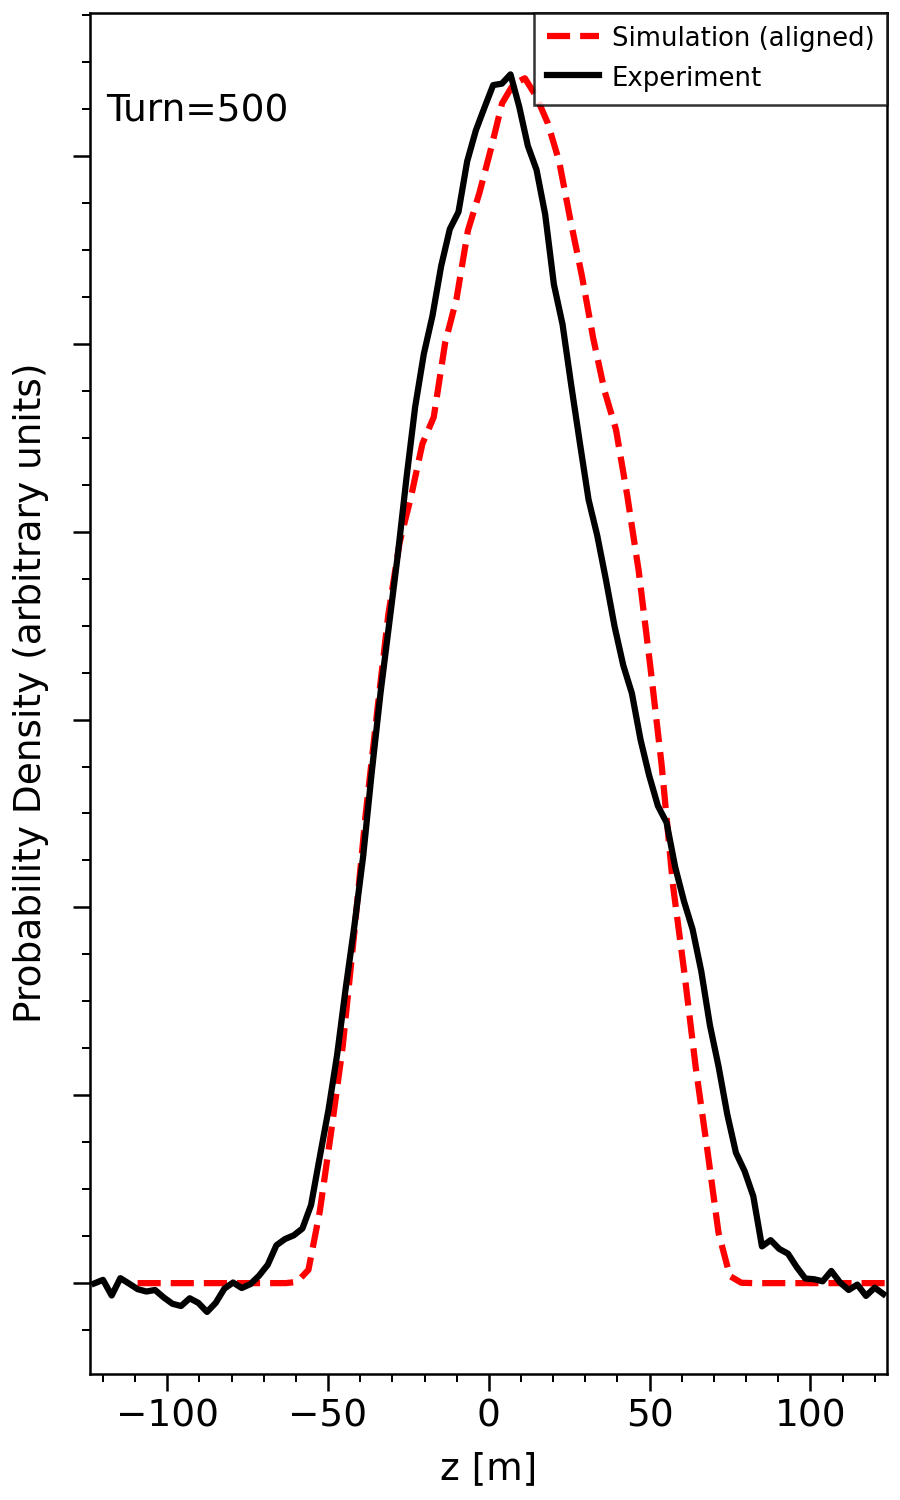 Simulation (aligned)
Experiment
Turn=500
Probability Density (arbitrary units)
−100 −50 0 50 100
z [m]